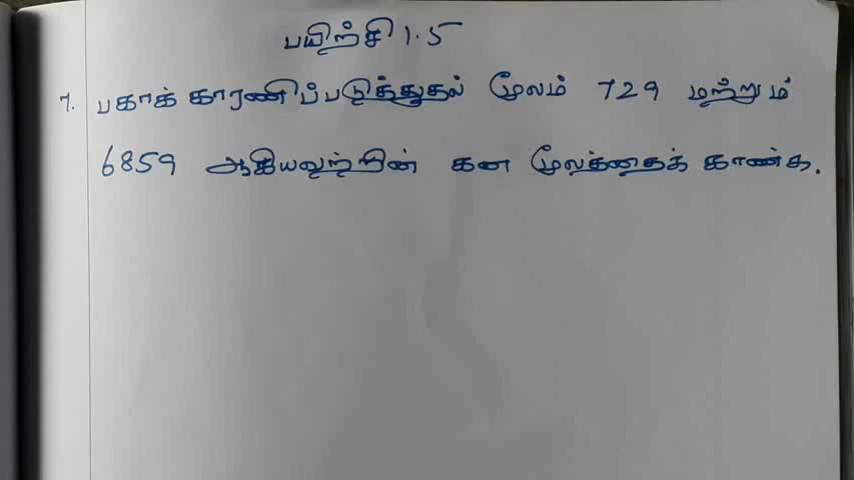 பயிற்சி 1.5
7. பகாக் காரணிப்படுத்துதல் மூலம் 729 மற்றும்
6859 ஆகியவற்றின் கன மூலத்தைக் காண்க.